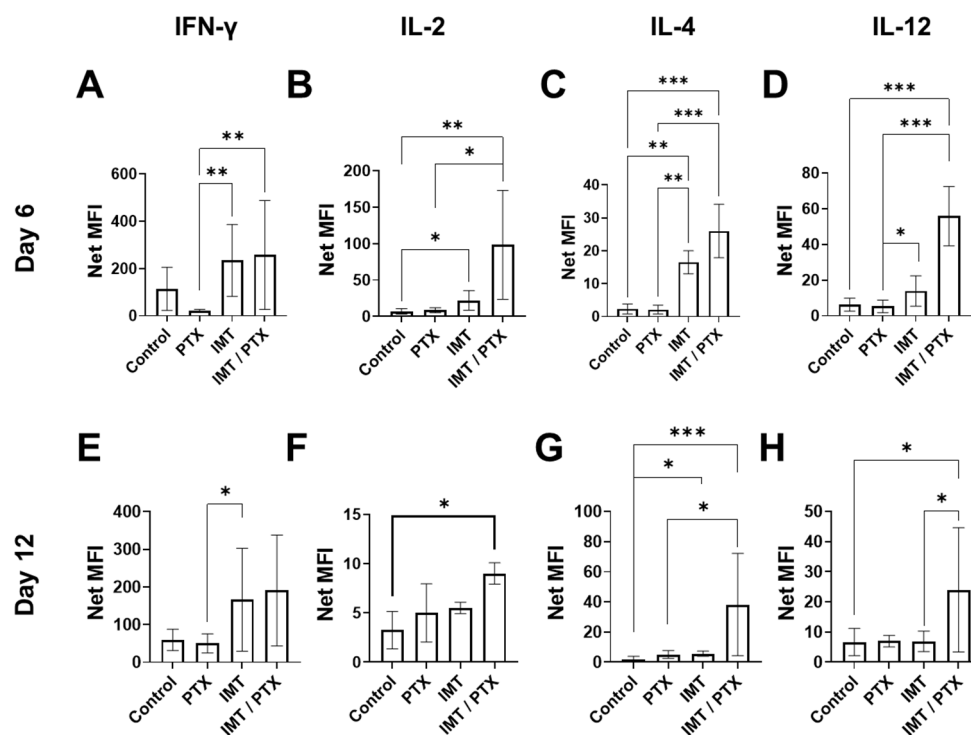 IFN-γ IL-2 IL-4 IL-12
Day 6
A
**
**
Net MFI
600
400
200
0
Control PTX IMT IMT / PTX
B
**
*
*
Net MFI
200
150
100
50
0
Control PTX IMT IMT / PTX
C
***
***
**
**
Net MFI
40
30
20
10
0
Control PTX IMT IMT / PTX
D
***
***
*
Net MFI
80
60
40
20
0
Control PTX IMT IMT / PTX
Day 12
E
*
Net MFI
400
300
200
100
0
Control PTX IMT IMT / PTX
F
*
Net MFI
15
10
5
0
Control PTX IMT IMT / PTX
G
***
*
*
Net MFI
100
80
60
40
20
0
Control PTX IMT IMT / PTX
H
*
*
Net MFI
50
40
30
20
10
0
Control PTX IMT IMT / PTX